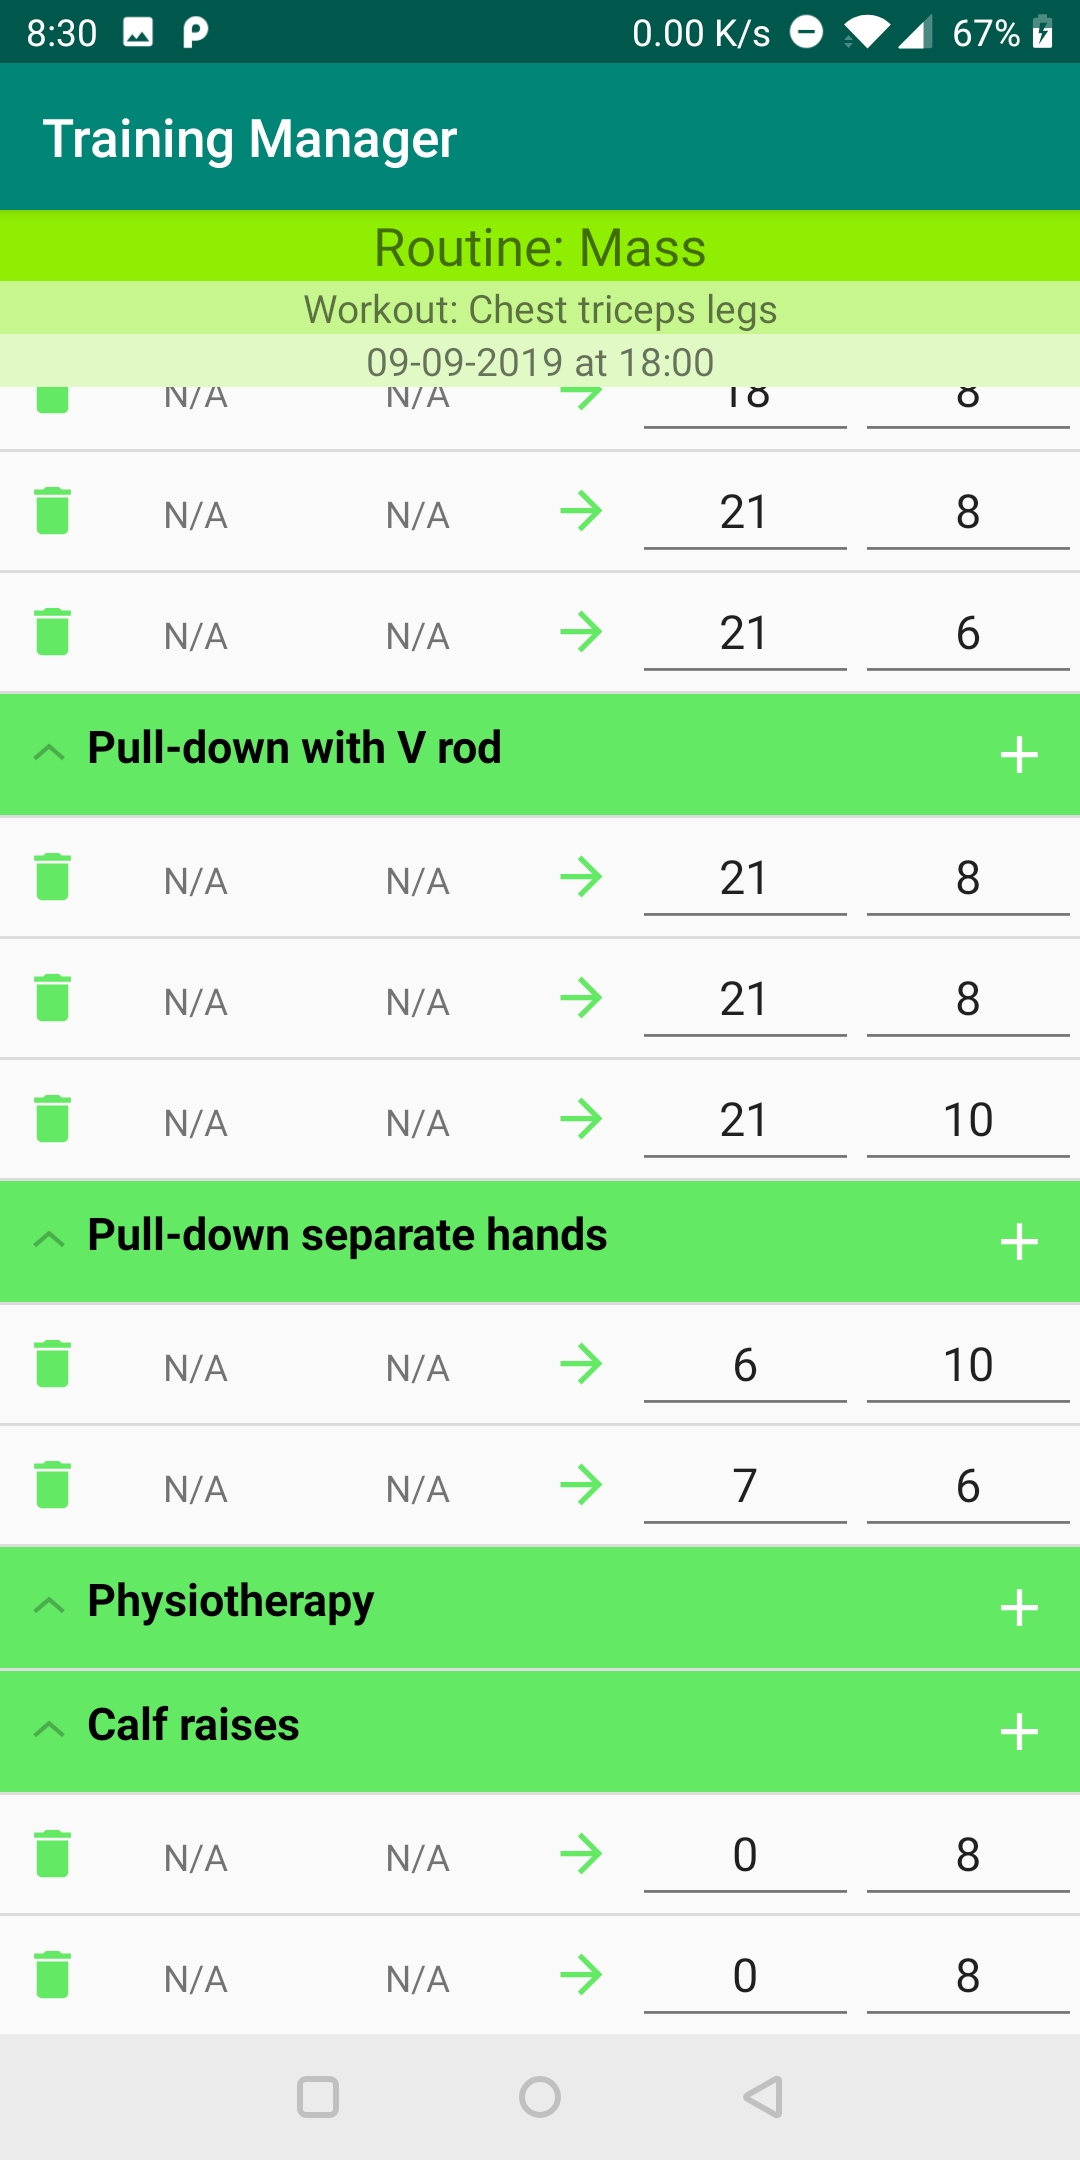 8:30 0.00 K/s 67%
Training Manager
Routine: Mass
Workout: Chest triceps legs
09-09-2019 at 18:00
N/A N/A 18 8
N/A N/A 21 8
N/A N/A 21 6
Pull-down with V rod
N/A N/A 21 8
N/A N/A 21 8
N/A N/A 21 10
Pull-down separate hands
N/A N/A 6 10
N/A N/A 7 6
Physiotherapy
Calf raises
N/A N/A 0 8
N/A N/A 0 8